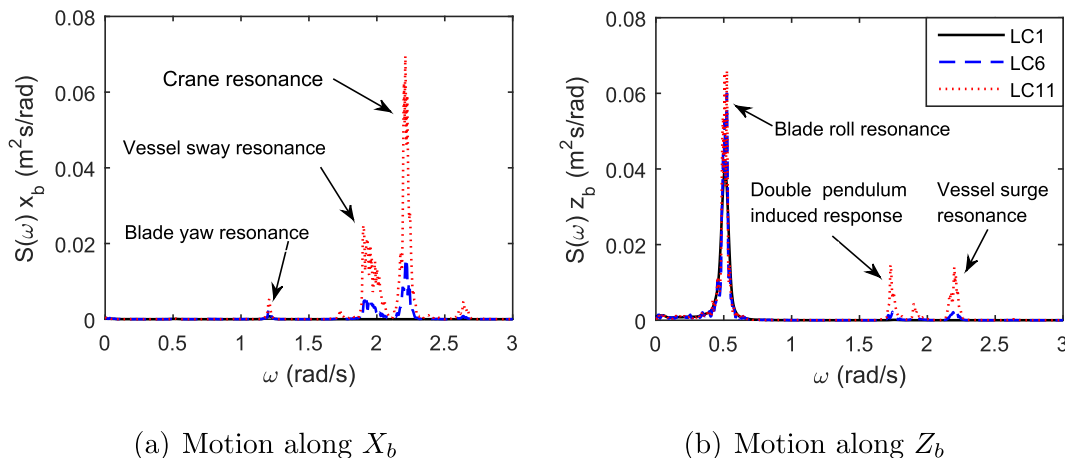 S(ω) x_b (m²s/rad)
0.08
0.06
0.04
0.02
0
Crane resonance
Vessel sway resonance
Blade yaw resonance
0 0.5 1 1.5 2 2.5 3
ω (rad/s)
(a) Motion along X_b
S(ω) z_b (m²s/rad)
0.08
0.06
0.04
0.02
0
LC1
LC6
LC11
Blade roll resonance
Double pendulum
induced response
Vessel surge
resonance
0 0.5 1 1.5 2 2.5 3
ω (rad/s)
(b) Motion along Z_b